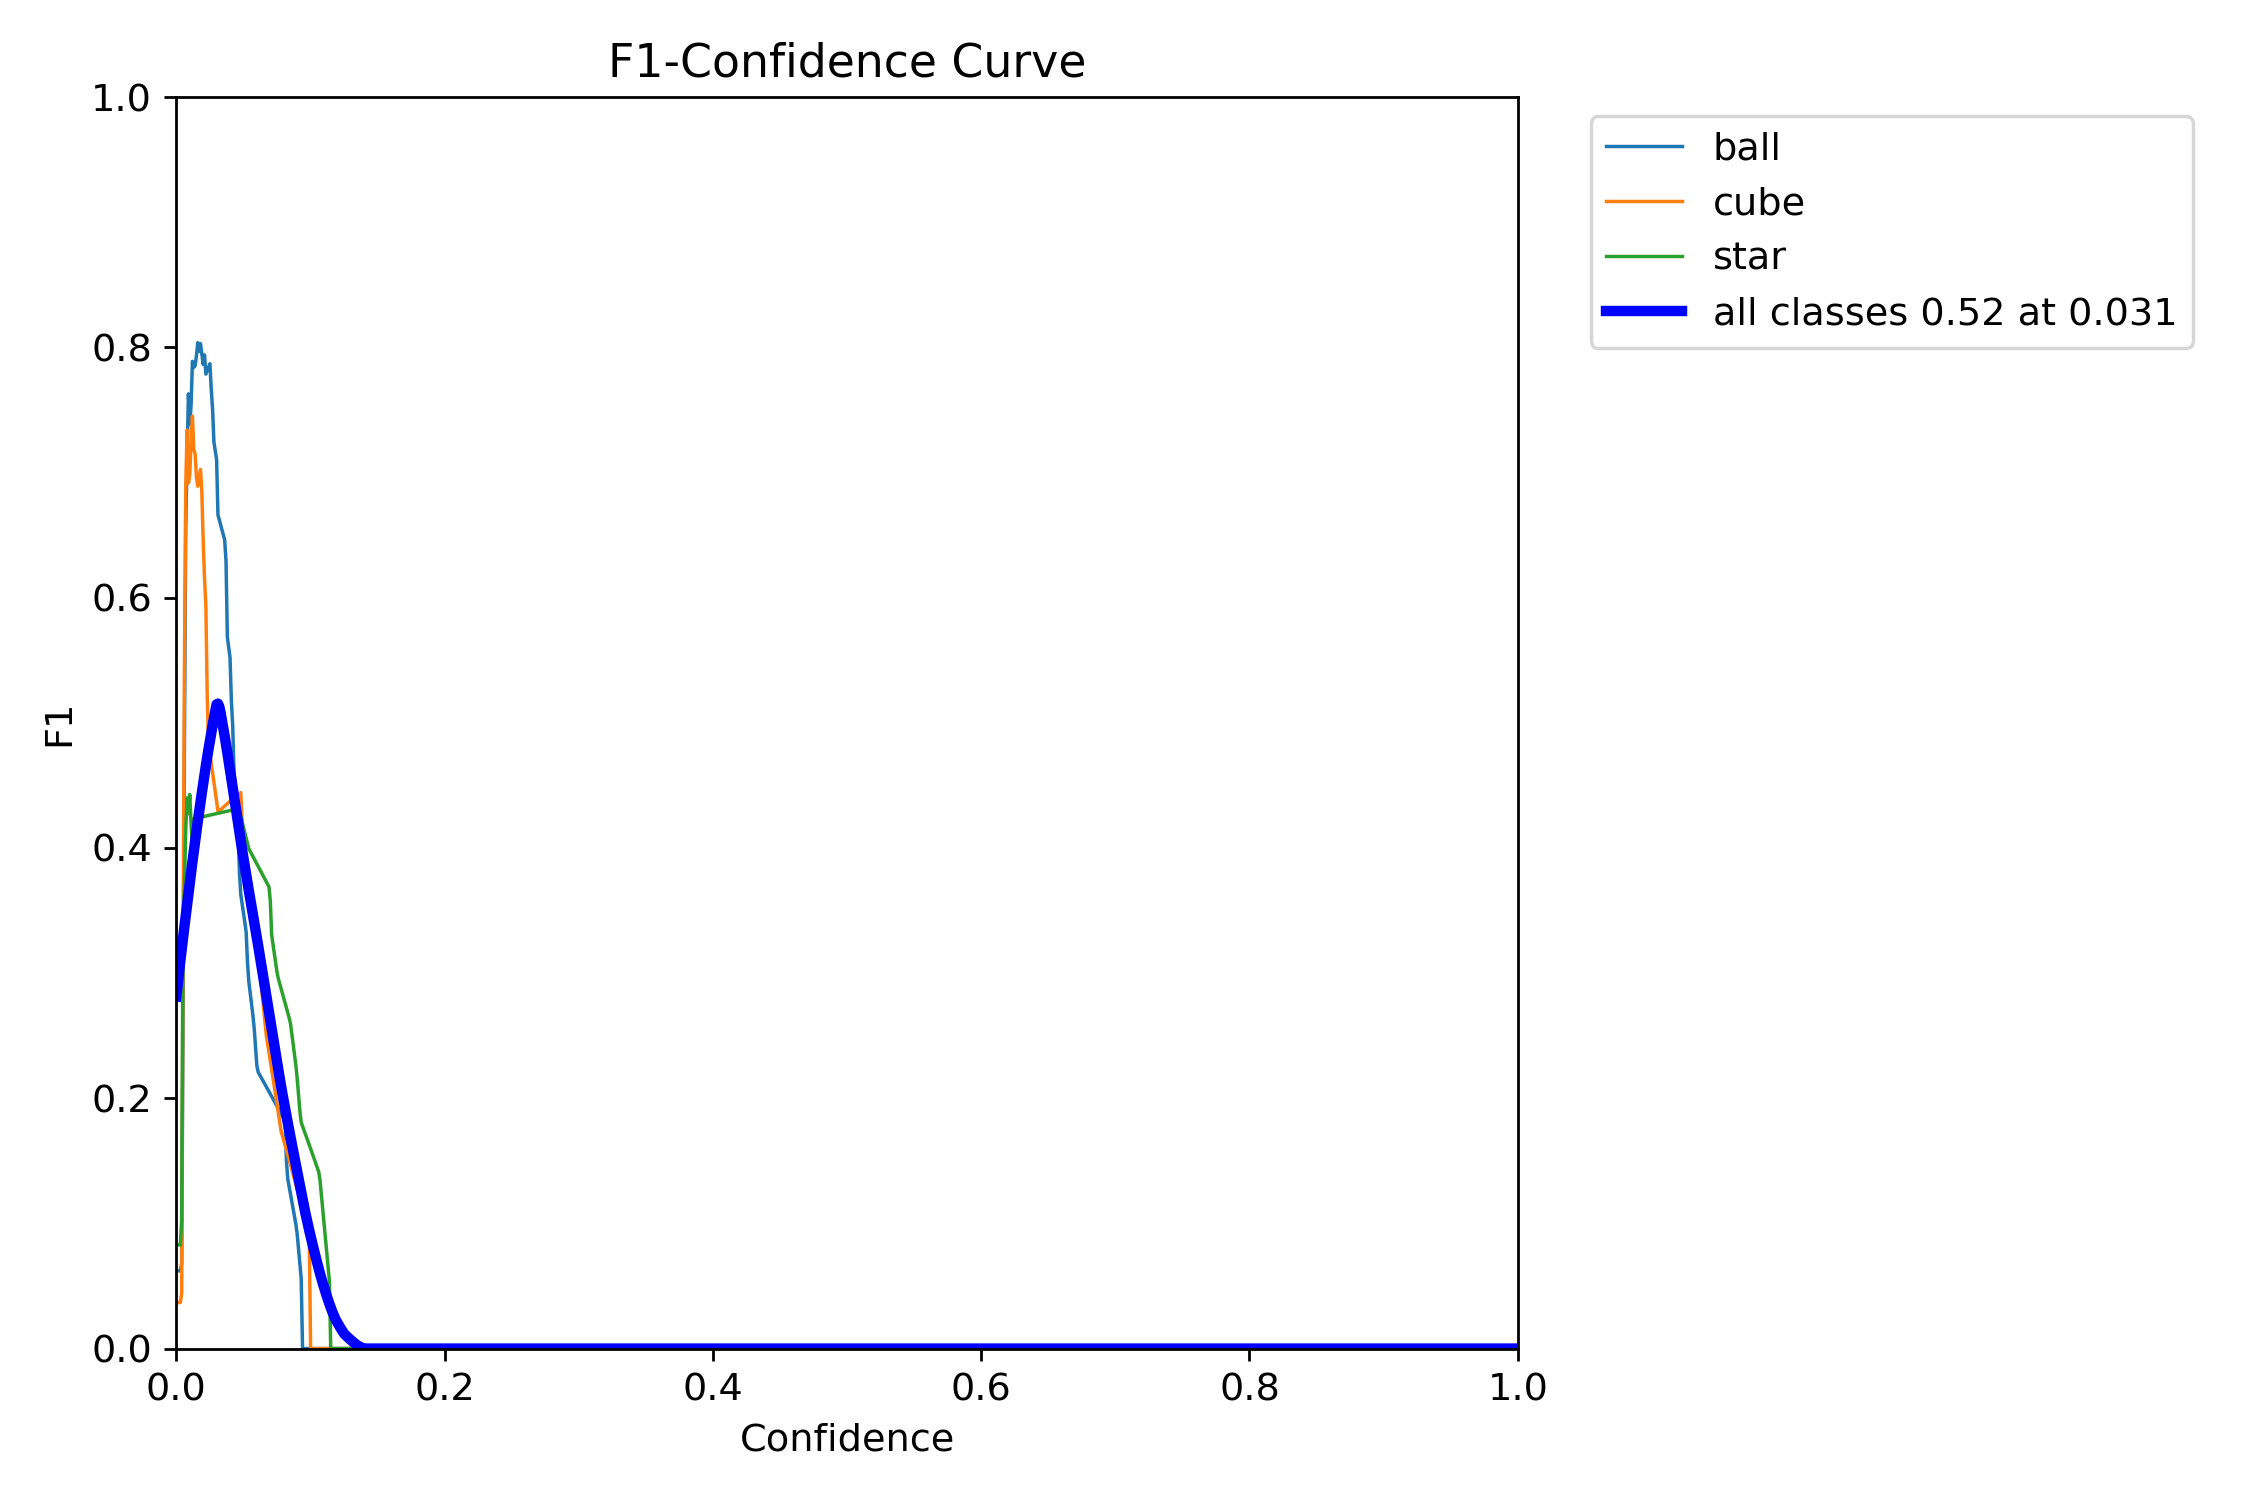 F1-Confidence Curve
1.0
0.8
0.6
0.4
0.2
0.0
F1
0.0 0.2 0.4 0.6 0.8 1.0
Confidence
ball
cube
star
all classes 0.52 at 0.031